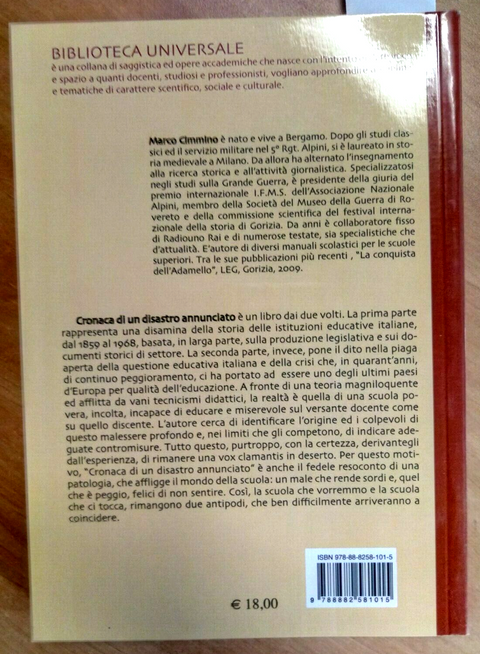 BIBLIOTECA UNIVERSALE
è una collana di saggistica ed opere accademiche che nasce con l'intento
e spazio a quanti docenti, studiosi e professionisti, vogliano approfondire
e tematiche di carattere scentifico, sociale e culturale.
Marco Cimmino è nato e vive a Bergamo. Dopo gli studi clas-
sici ed il servizio militare nel 5° Rgt. Alpini, si è laureato in sto-
ria medievale a Milano. Da allora ha alternato l'insegnamento
alla ricerca storica e all'attività giornalistica. Specializzatosi
negli studi sulla Grande Guerra, è presidente della giuria del
premio internazionale I.F.M.S. dell'Associazione Nazionale
Alpini, membro della Società del Museo della Guerra di Ro-
vereto e della commissione scientifica del festival interna-
zionale della storia di Gorizia. Da anni è collaboratore fisso
di Radiouno Rai e di numerose testate, sia specialistiche che
d'attualità. E'autore di diversi manuali scolastici per le scuole
superiori. Tra le sue pubblicazioni più recenti , "La conquista
dell'Adamello", LEG, Gorizia, 2009.
Cronaca di un disastro annunciato è un libro dai due volti. La prima parte
rappresenta una disamina della storia delle istituzioni educative italiane,
dal 1859 al 1968, basata, in larga parte, sulla produzione legislativa e sui do-
cumenti storici di settore. La seconda parte, invece, pone il dito nella piaga
aperta della questione educativa italiana e della crisi che, in quarant'anni,
di continuo peggioramento, ci ha portato ad essere uno degli ultimi paesi
d'Europa per qualità dell'educazione. A fronte di una teoria magniloquente
ed afflitta da vani tecnicismi didattici, la realtà è quella di una scuola po-
vera, incolta, incapace di educare e miserevole sul versante docente come
su quello discente. L'autore cerca di identificare l'origine ed i colpevoli di
questo malessere profondo e, nei limiti che gli competono, di indicare ade-
guate contromisure. Tutto questo, purtroppo, con la certezza, derivantegli
dall'esperienza, di rimanere una vox clamantis in deserto. Per questo moti-
vo, "Cronaca di un disastro annunciato" è anche il fedele resoconto di una
patologia, che affligge il mondo della scuola: un male che rende sordi e, quel
che è peggio, felici di non sentire. Così, la scuola che vorremmo e la scuola
che ci tocca, rimangono due antipodi, che ben difficilmente arriveranno a
coincidere.
ISBN 978-88-8258-101-5
9 788882 581015
€ 18,00